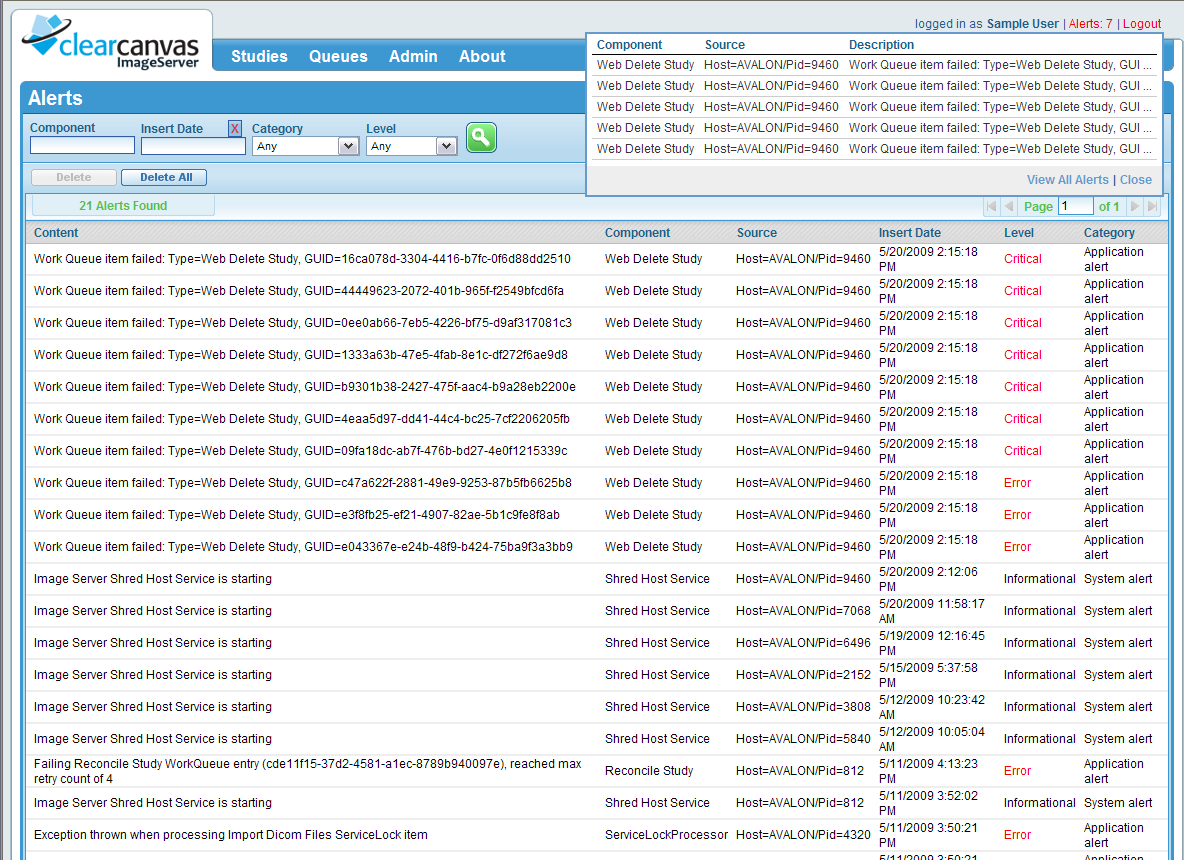 logged in as Sample User | Alerts: 7 | Logout
clearcanvas
ImageServer
Studies Queues Admin About
Component Source Description
Web Delete Study Host=AVALON/Pid=9460 Work Queue item failed: Type=Web Delete Study, GUI ...
Web Delete Study Host=AVALON/Pid=9460 Work Queue item failed: Type=Web Delete Study, GUI ...
Web Delete Study Host=AVALON/Pid=9460 Work Queue item failed: Type=Web Delete Study, GUI ...
Web Delete Study Host=AVALON/Pid=9460 Work Queue item failed: Type=Web Delete Study, GUI ...
Web Delete Study Host=AVALON/Pid=9460 Work Queue item failed: Type=Web Delete Study, GUI ...
View All Alerts | Close
Alerts
Component Insert Date X Category Level
Any Any
Delete Delete All
21 Alerts Found
Page 1 of 1
Content Component Source Insert Date Level Category
Work Queue item failed: Type=Web Delete Study, GUID=16ca078d-3304-4416-b7fc-0f6d88dd2510 Web Delete Study Host=AVALON/Pid=9460 5/20/2009 2:15:18 PM Critical Application alert
Work Queue item failed: Type=Web Delete Study, GUID=44449623-2072-401b-965f-f2549bfcd6fa Web Delete Study Host=AVALON/Pid=9460 5/20/2009 2:15:18 PM Critical Application alert
Work Queue item failed: Type=Web Delete Study, GUID=0ee0ab66-7eb5-4226-bf75-d9af317081c3 Web Delete Study Host=AVALON/Pid=9460 5/20/2009 2:15:18 PM Critical Application alert
Work Queue item failed: Type=Web Delete Study, GUID=1333a63b-47e5-4fab-8e1c-df272f6ae9d8 Web Delete Study Host=AVALON/Pid=9460 5/20/2009 2:15:18 PM Critical Application alert
Work Queue item failed: Type=Web Delete Study, GUID=b9301b38-2427-475f-aac4-b9a28eb2200e Web Delete Study Host=AVALON/Pid=9460 5/20/2009 2:15:18 PM Critical Application alert
Work Queue item failed: Type=Web Delete Study, GUID=4eaa5d97-dd41-44c4-bc25-7cf2206205fb Web Delete Study Host=AVALON/Pid=9460 5/20/2009 2:15:18 PM Critical Application alert
Work Queue item failed: Type=Web Delete Study, GUID=09fa18dc-ab7f-476b-bd27-4e0f1215339c Web Delete Study Host=AVALON/Pid=9460 5/20/2009 2:15:18 PM Critical Application alert
Work Queue item failed: Type=Web Delete Study, GUID=c47a622f-2881-49e9-9253-87b5fb6625b8 Web Delete Study Host=AVALON/Pid=9460 5/20/2009 2:15:18 PM Error Application alert
Work Queue item failed: Type=Web Delete Study, GUID=e3f8fb25-ef21-4907-82ae-5b1c9fe8f8ab Web Delete Study Host=AVALON/Pid=9460 5/20/2009 2:15:18 PM Error Application alert
Work Queue item failed: Type=Web Delete Study, GUID=e043367e-e24b-48f9-b424-75ba9f3a3bb9 Web Delete Study Host=AVALON/Pid=9460 5/20/2009 2:15:18 PM Error Application alert
Image Server Shred Host Service is starting Shred Host Service Host=AVALON/Pid=9460 5/20/2009 2:12:06 PM Informational System alert
Image Server Shred Host Service is starting Shred Host Service Host=AVALON/Pid=7068 5/20/2009 11:58:17 AM Informational System alert
Image Server Shred Host Service is starting Shred Host Service Host=AVALON/Pid=6496 5/19/2009 12:16:45 PM Informational System alert
Image Server Shred Host Service is starting Shred Host Service Host=AVALON/Pid=2152 5/15/2009 5:37:58 PM Informational System alert
Image Server Shred Host Service is starting Shred Host Service Host=AVALON/Pid=3808 5/12/2009 10:23:42 AM Informational System alert
Image Server Shred Host Service is starting Shred Host Service Host=AVALON/Pid=5840 5/12/2009 10:05:04 AM Informational System alert
Failing Reconcile Study WorkQueue entry (cde11f15-37d2-4581-a1ec-8789b940097e), reached max retry count of 4 Reconcile Study Host=AVALON/Pid=812 5/11/2009 4:13:23 PM Error Application alert
Image Server Shred Host Service is starting Shred Host Service Host=AVALON/Pid=812 5/11/2009 3:52:02 PM Informational System alert
Exception thrown when processing Import Dicom Files ServiceLock item ServiceLockProcessor Host=AVALON/Pid=4320 5/11/2009 3:50:21 PM Error Application alert
5/11/2009 3:50:21 Application